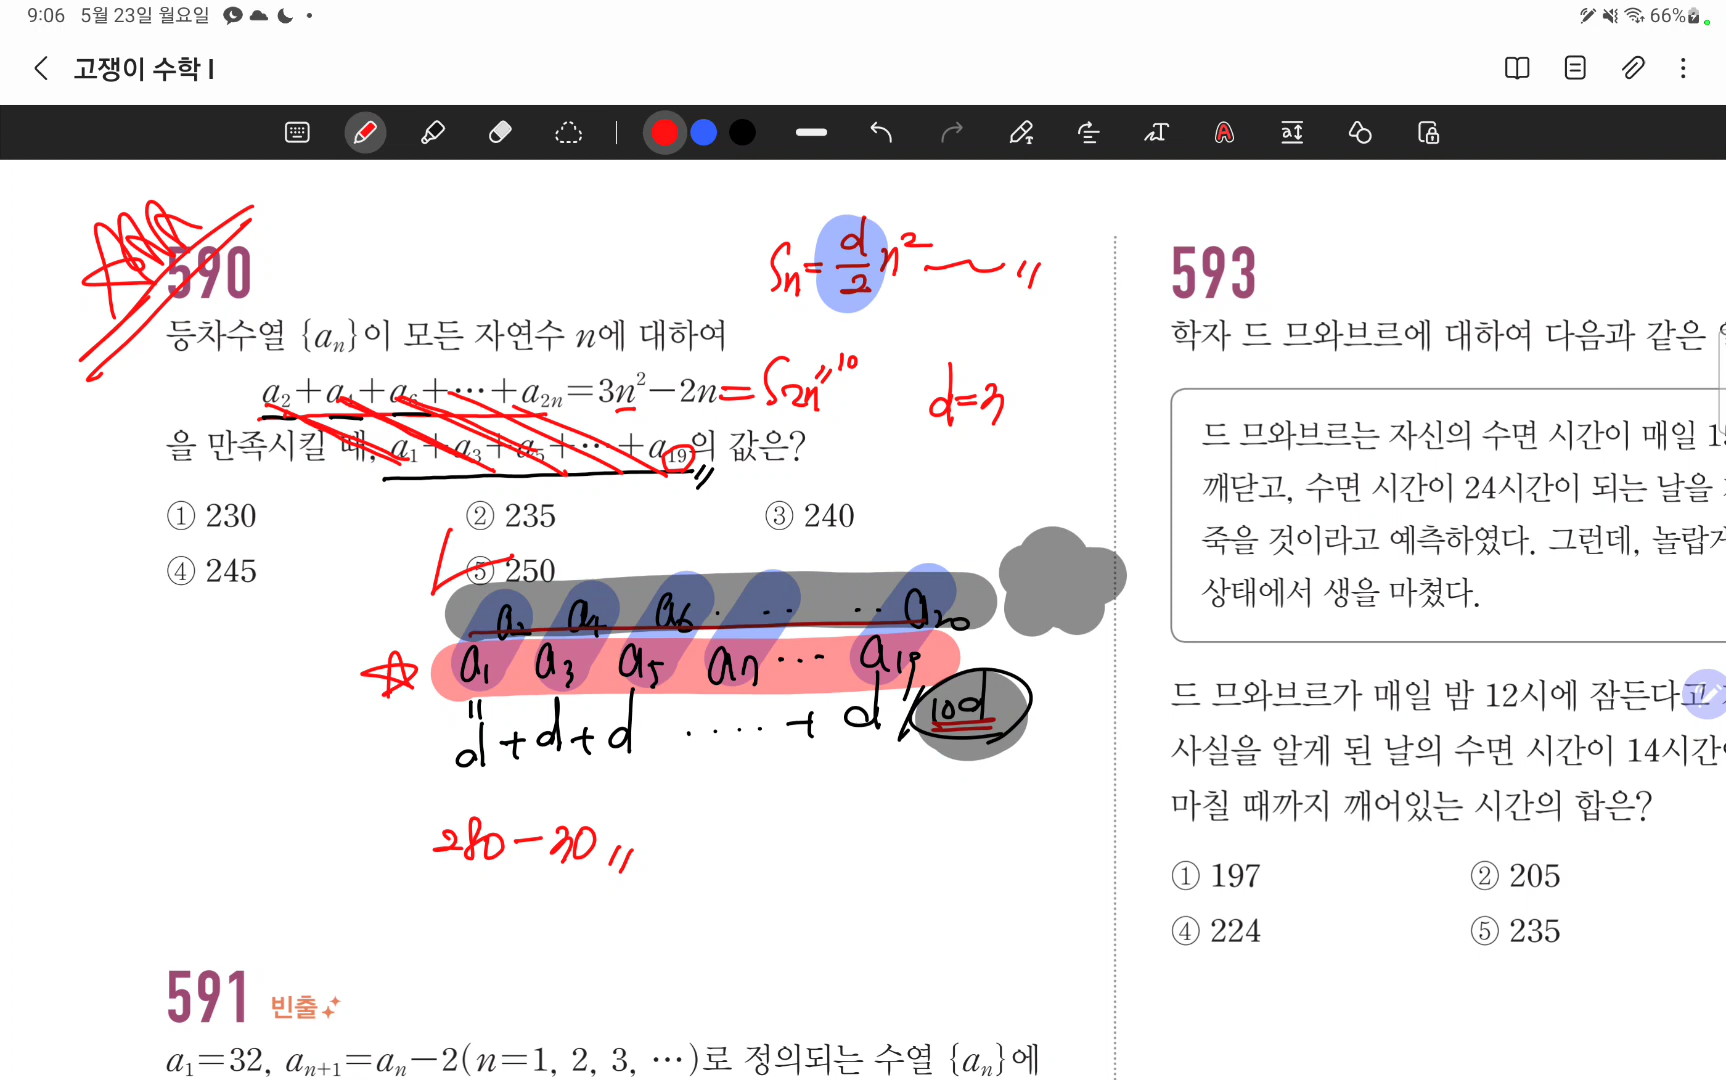 9:06 5월 23일 월요일
66%
고쟁이 수학 I
590
등차수열 {aₙ}이 모든 자연수 n에 대하여
a₂+a₄+a₆+⋯+a₂ₙ=3n²−2n = S₂ₙ 10
을 만족시킬 때, a₁+a₃+a₅+⋯+a₁₉의 값은?
① 230 ② 235 ③ 240
④ 245 ⑤ 250
Sn = d/2 n²
d=3
a₂ a₄ a₆ · ·· ·· a₂₀
a₁ a₃ a₅ a₇ ⋯ a₁₉
d + d + d ···· + d 10d
280 − 30
591 빈출
a₁=32, aₙ₊₁=aₙ−2(n=1, 2, 3, ⋯)로 정의되는 수열 {aₙ}에
593
학자 드 므와브르에 대하여 다음과 같은
드 므와브르는 자신의 수면 시간이 매일
깨닫고, 수면 시간이 24시간이 되는 날을
죽을 것이라고 예측하였다. 그런데,
상태에서 생을 마쳤다.
드 므와브르가 매일 밤 12시에 잠든다고
사실을 알게 된 날의 수면 시간이 14시간
마칠 때까지 깨어있는 시간의 합은?
① 197 ② 205
④ 224 ⑤ 235